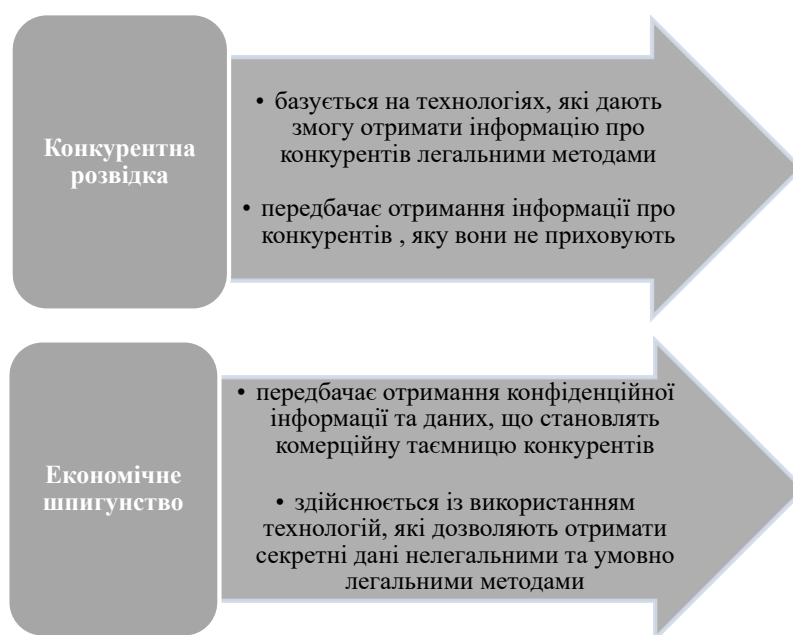 Конкурентна
розвідка
• базується на технологіях, які дають
змогу отримати інформацію про
конкурентів легальними методами
• передбачає отримання інформації про
конкурентів , яку вони не приховують
Економічне
шпигунство
• передбачає отримання конфіденційної
інформації та даних, що становлять
комерційну таємницю конкурентів
• здійснюється із використанням
технологій, які дозволяють отримати
секретні дані нелегальними та умовно
легальними методами